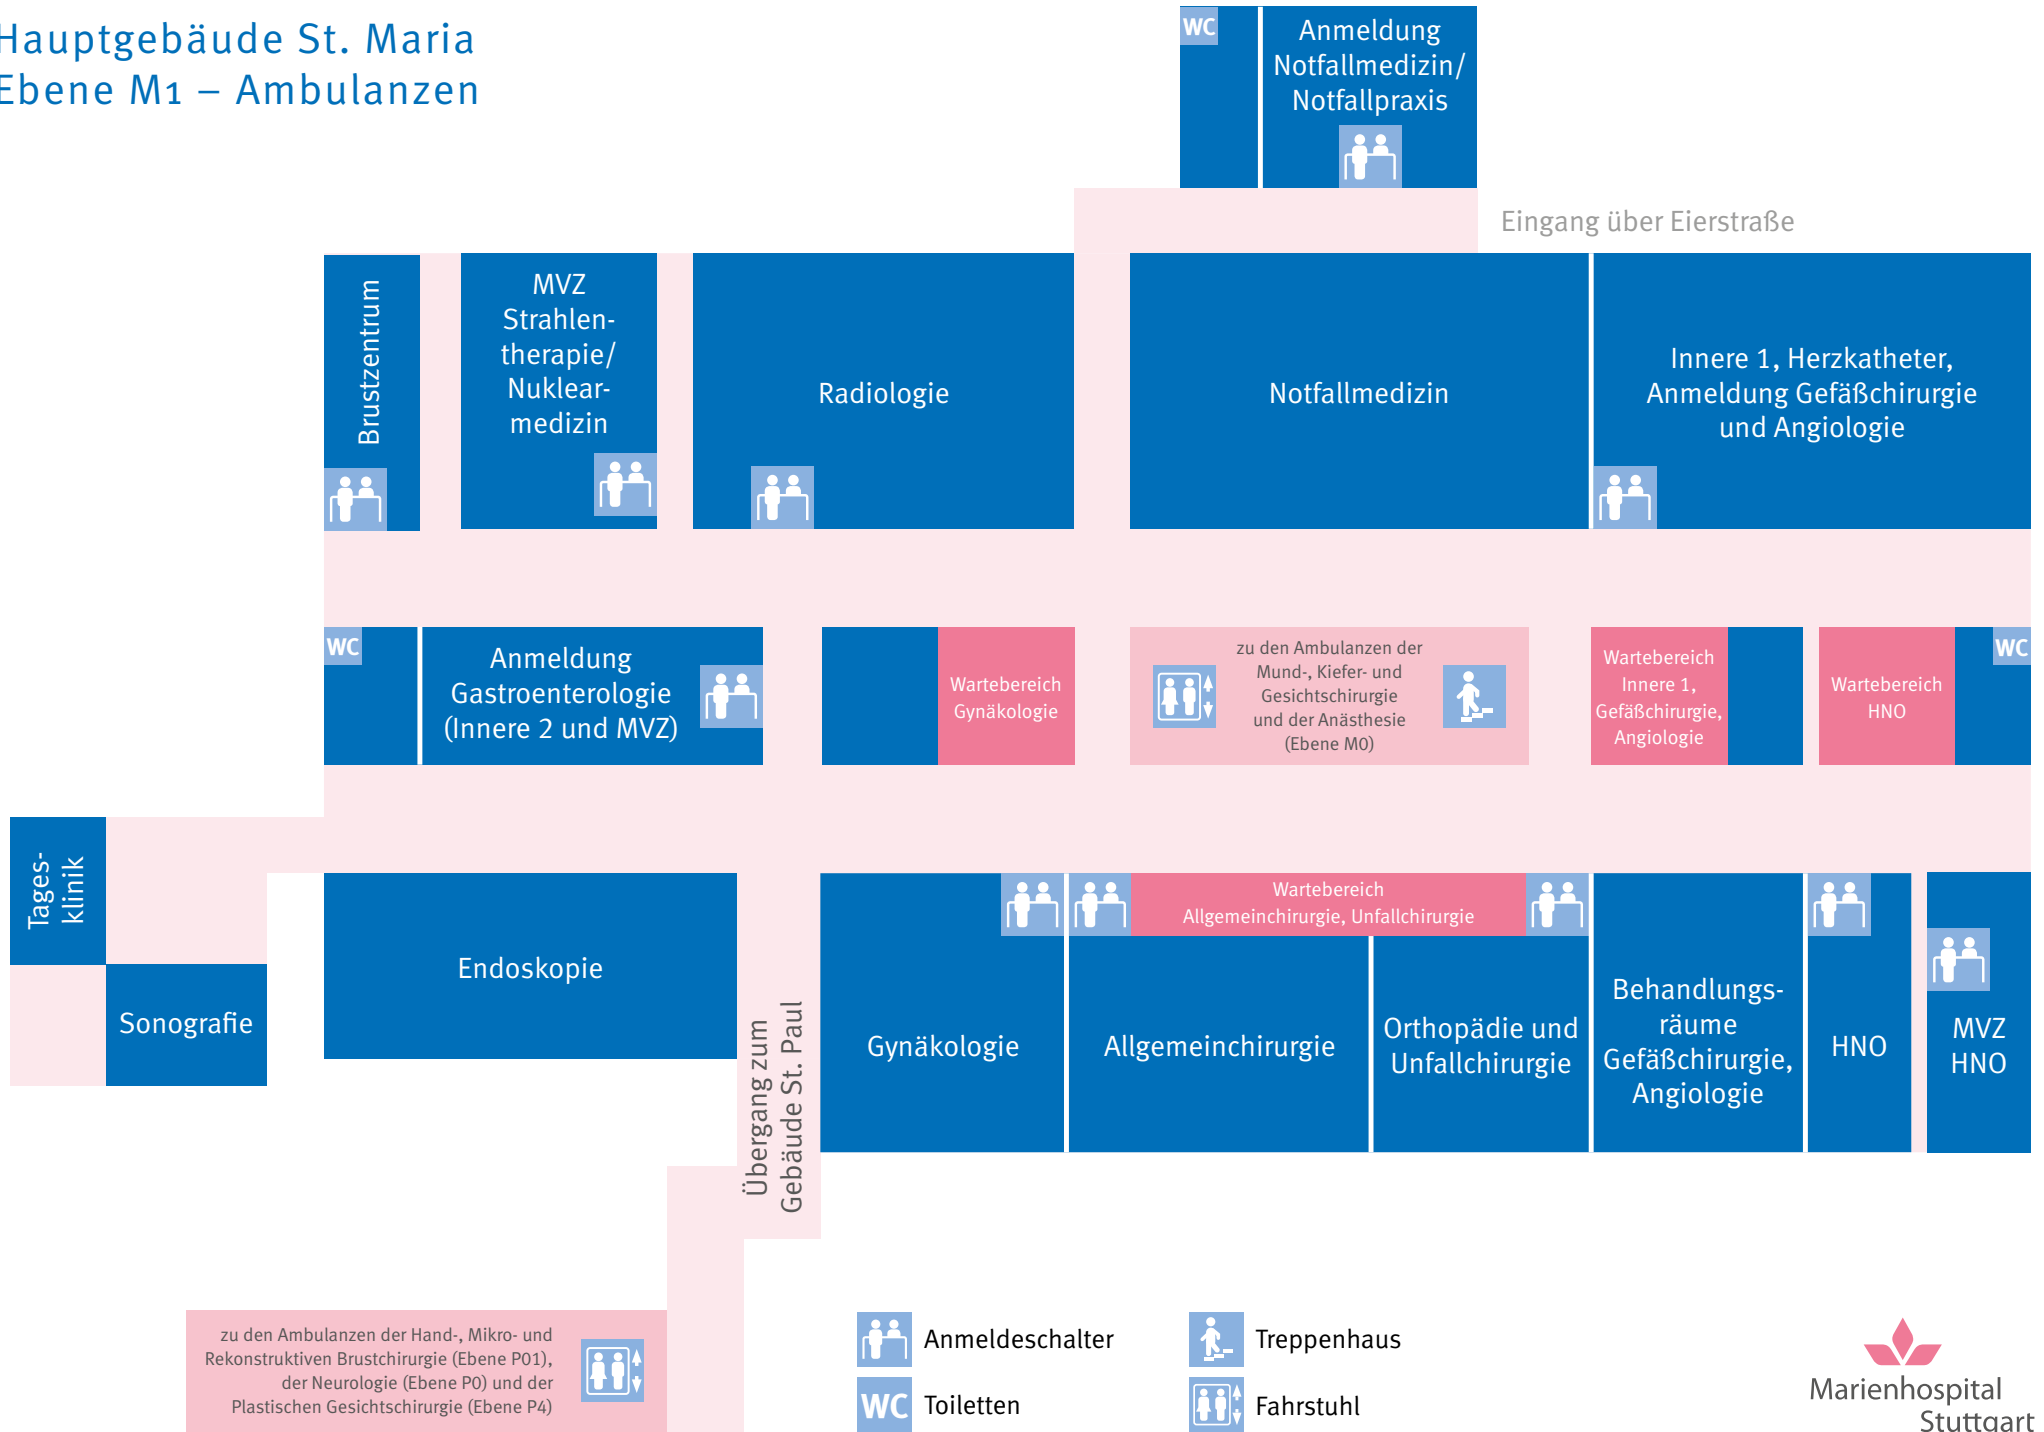 Hauptgebäude St. Maria
Ebene M1 – Ambulanzen
WC
Anmeldung
Notfallmedizin/
Notfallpraxis
Eingang über Eierstraße
Brustzentrum
MVZ
Strahlen-
therapie/
Nuklear-
medizin
Radiologie
Notfallmedizin
Innere 1, Herzkatheter,
Anmeldung Gefäßchirurgie
und Angiologie
WC
Anmeldung
Gastroenterologie
(Innere 2 und MVZ)
Wartebereich
Gynäkologie
zu den Ambulanzen der
Mund-, Kiefer- und
Gesichtschirurgie
und der Anästhesie
(Ebene M0)
Wartebereich
Innere 1,
Gefäßchirurgie,
Angiologie
Wartebereich
HNO
WC
Tages-
klinik
Sonografie
Endoskopie
Übergang zum
Gebäude St. Paul
Gynäkologie
Wartebereich
Allgemeinchirurgie, Unfallchirurgie
Allgemeinchirurgie
Orthopädie und
Unfallchirurgie
Behandlungs-
räume
Gefäßchirurgie,
Angiologie
HNO
MVZ
HNO
zu den Ambulanzen der Hand-, Mikro- und
Rekonstruktiven Brustchirurgie (Ebene P01),
der Neurologie (Ebene P0) und der
Plastischen Gesichtschirurgie (Ebene P4)
Anmeldeschalter
WC Toiletten
Treppenhaus
Fahrstuhl
Marienhospital
Stuttgart